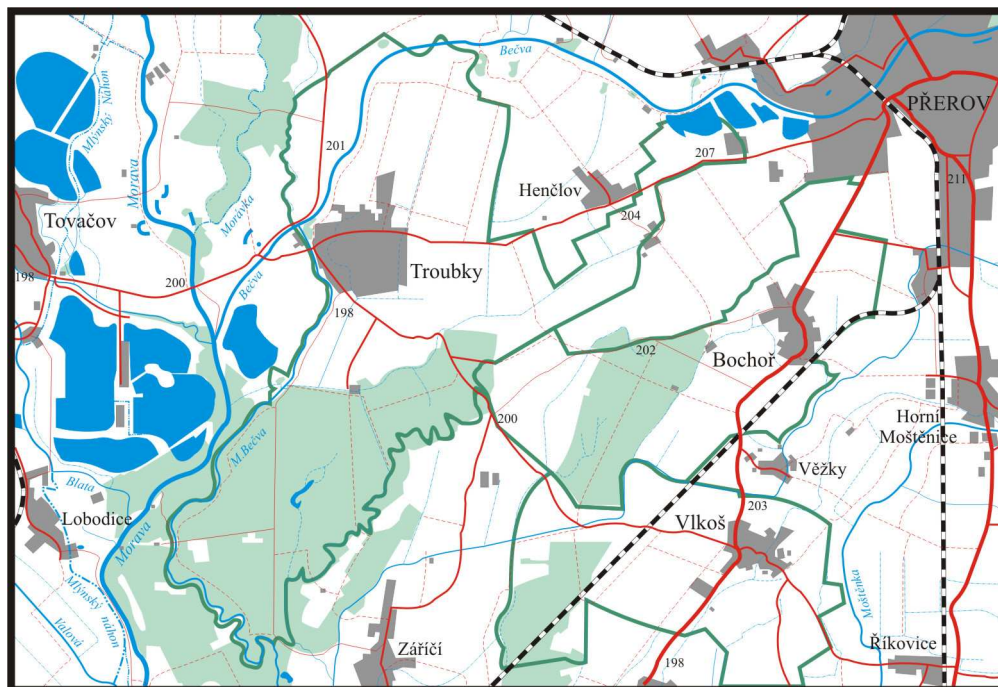 Bečva
PŘEROV
Mlýnský Náhon
Morava
201
207
211
Henčlov
Tovačov
Moravka
204
Troubky
200
Bečva
198
198
202
Bochoř
200
Horní
Moštěnice
M.Bečva
Věžky
Blata
203
Lobodice
Vlkoš
Morava
Moštěnka
Mlýnský náhon
Valová
Záříčí
Říkovice
198